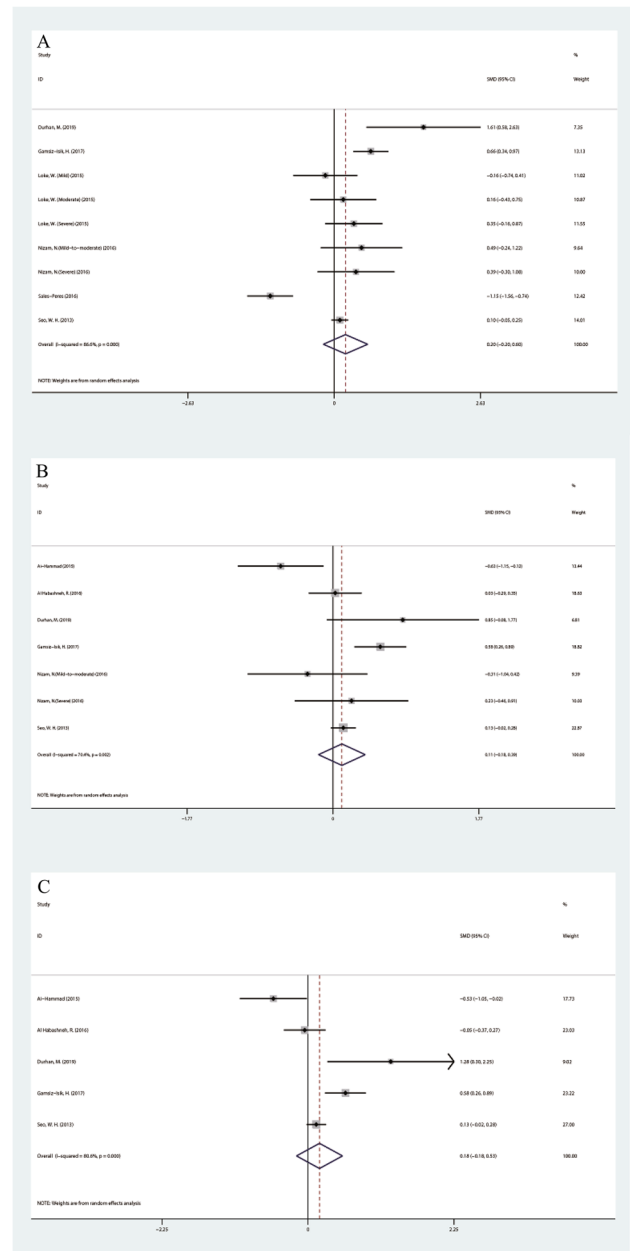 A
Study %
ID SMD (95% CI) Weight
Durhan, M. (2019) 1.61 (0.58, 2.63) 7.35
Gamsiz-Isik, H. (2017) 0.66 (0.34, 0.97) 13.13
Loke, W. (Mild) (2015) −0.16 (−0.74, 0.41) 11.02
Loke, W. (Moderate) (2015) 0.16 (−0.43, 0.75) 10.87
Loke, W. (Severe) (2015) 0.35 (−0.16, 0.87) 11.55
Nizam, N.(Mild−to−moderate) (2016) 0.49 (−0.24, 1.22) 9.64
Nizam, N.(Severe) (2016) 0.39 (−0.30, 1.08) 10.00
Sales−Peres (2016) −1.15 (−1.56, −0.74) 12.42
Seo, W. H. (2013) 0.10 (−0.05, 0.25) 14.01
Overall (I−squared = 86.0%, p = 0.000) 0.20 (−0.20, 0.60) 100.00
NOTE: Weights are from random effects analysis
−2.63 0 2.63
B
Study %
ID SMD (95% CI) Weight
Al−Hammad (2015) (−1.15, −0.12) 13.44
Al Habashneh, R. (2016) 0.03 (−0.29, 0.35)
Durhan, M. (2019) 0.85 (−0.08, 1.77) 6.81
Gamsiz−Isik, H. (2017) 0.58 (0.26, 0.89) 18.82
Nizam, N.(Mild−to−moderate) (2016) −0.31 (−1.04, 0.42)
Nizam, N.(Severe) (2016) 0.23 (−0.46, 0.91)
Seo, W. H. (2013) 0.13 (−0.02, 0.28) 22.87
Overall (I−squared = 70.4%, p = 0.002) 0.11 (−0.18, 0.39) 100.00
NOTE: Weights are from random effects analysis
−1.77 0 1.77
C
Study %
ID SMD (95% CI) Weight
Al−Hammad (2015) −0.53 (−1.05, −0.02) 17.73
Al Habashneh, R. (2016) −0.05 (−0.37, 0.27) 23.03
Durhan, M. (2019) 1.28 (0.30, 2.25) 9.02
Gamsiz−Isik, H. (2017) 0.58 (0.26, 0.89) 23.22
Seo, W. H. (2013) 0.13 (−0.02, 0.28) 27.00
Overall (I−squared = 80.6%, p = 0.000) 0.18 (−0.18, 0.53) 100.00
NOTE: Weights are from random effects analysis
−2.25 0 2.25